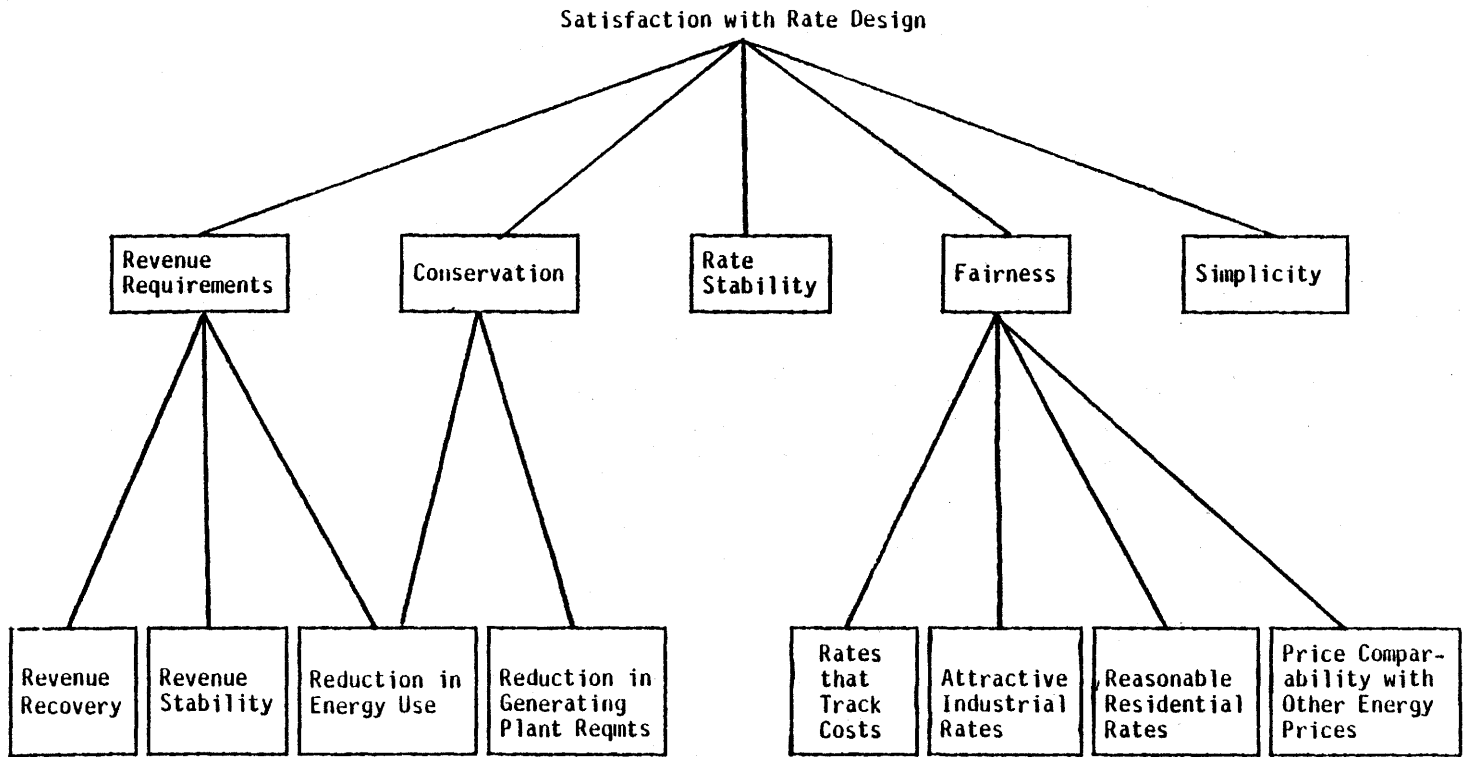 Satisfaction with Rate Design
Revenue
Requirements
Conservation
Rate
Stability
Fairness
Simplicity
Revenue
Recovery
Revenue
Stability
Reduction in
Energy Use
Reduction in
Generating
Plant Reqmts
Rates
that
Track
Costs
Attractive
Industrial
Rates
Reasonable
Residential
Rates
Price Compar-
ability with
Other Energy
Prices